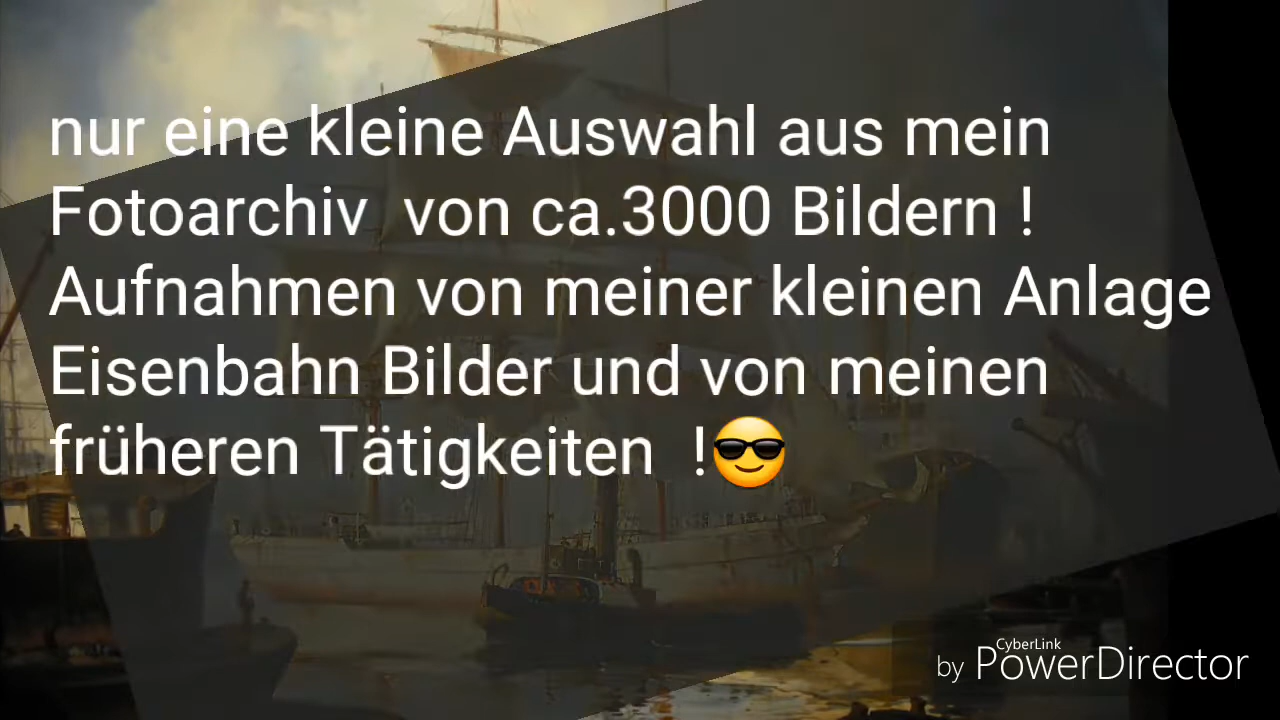 nur eine kleine Auswahl aus mein
Fotoarchiv  von ca.3000 Bildern !
Aufnahmen von meiner kleinen Anlage
Eisenbahn Bilder und von meinen
früheren Tätigkeiten  !😎
CyberLink
by PowerDirector